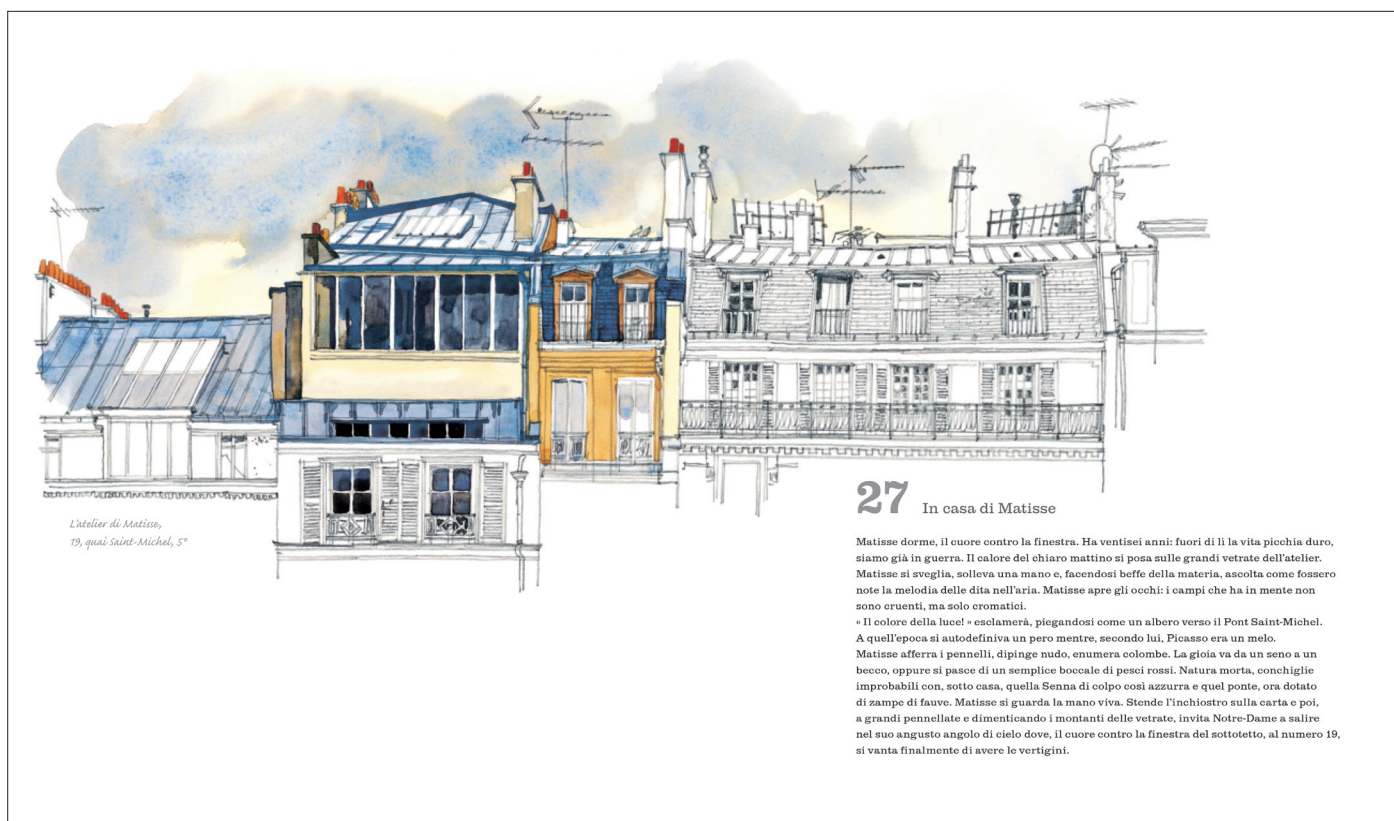 L'atelier di Matisse,
19, quai Saint-Michel, 5°
27 In casa di Matisse
Matisse dorme, il cuore contro la finestra. Ha ventisei anni: fuori di lì la vita picchia duro,
siamo già in guerra. Il calore del chiaro mattino si posa sulle grandi vetrate dell'atelier.
Matisse si sveglia, solleva una mano e, facendosi beffe della materia, ascolta come fossero
note la melodia delle dita nell'aria. Matisse apre gli occhi: i campi che ha in mente non
sono cruenti, ma solo cromatici.
« Il colore della luce! » esclamerà, piegandosi come un albero verso il Pont Saint-Michel.
A quell'epoca si autodefiniva un pero mentre, secondo lui, Picasso era un melo.
Matisse afferra i pennelli, dipinge nudo, enumera colombe. La gioia va da un seno a un
becco, oppure si pasce di un semplice boccale di pesci rossi. Natura morta, conchiglie
improbabili con, sotto casa, quella Senna di colpo così azzurra e quel ponte, ora dotato
di zampe di fauve. Matisse si guarda la mano viva. Stende l'inchiostro sulla carta e poi,
a grandi pennellate e dimenticando i montanti delle vetrate, invita Notre-Dame a salire
nel suo angusto angolo di cielo dove, il cuore contro la finestra del sottotetto, al numero 19,
si vanta finalmente di avere le vertigini.